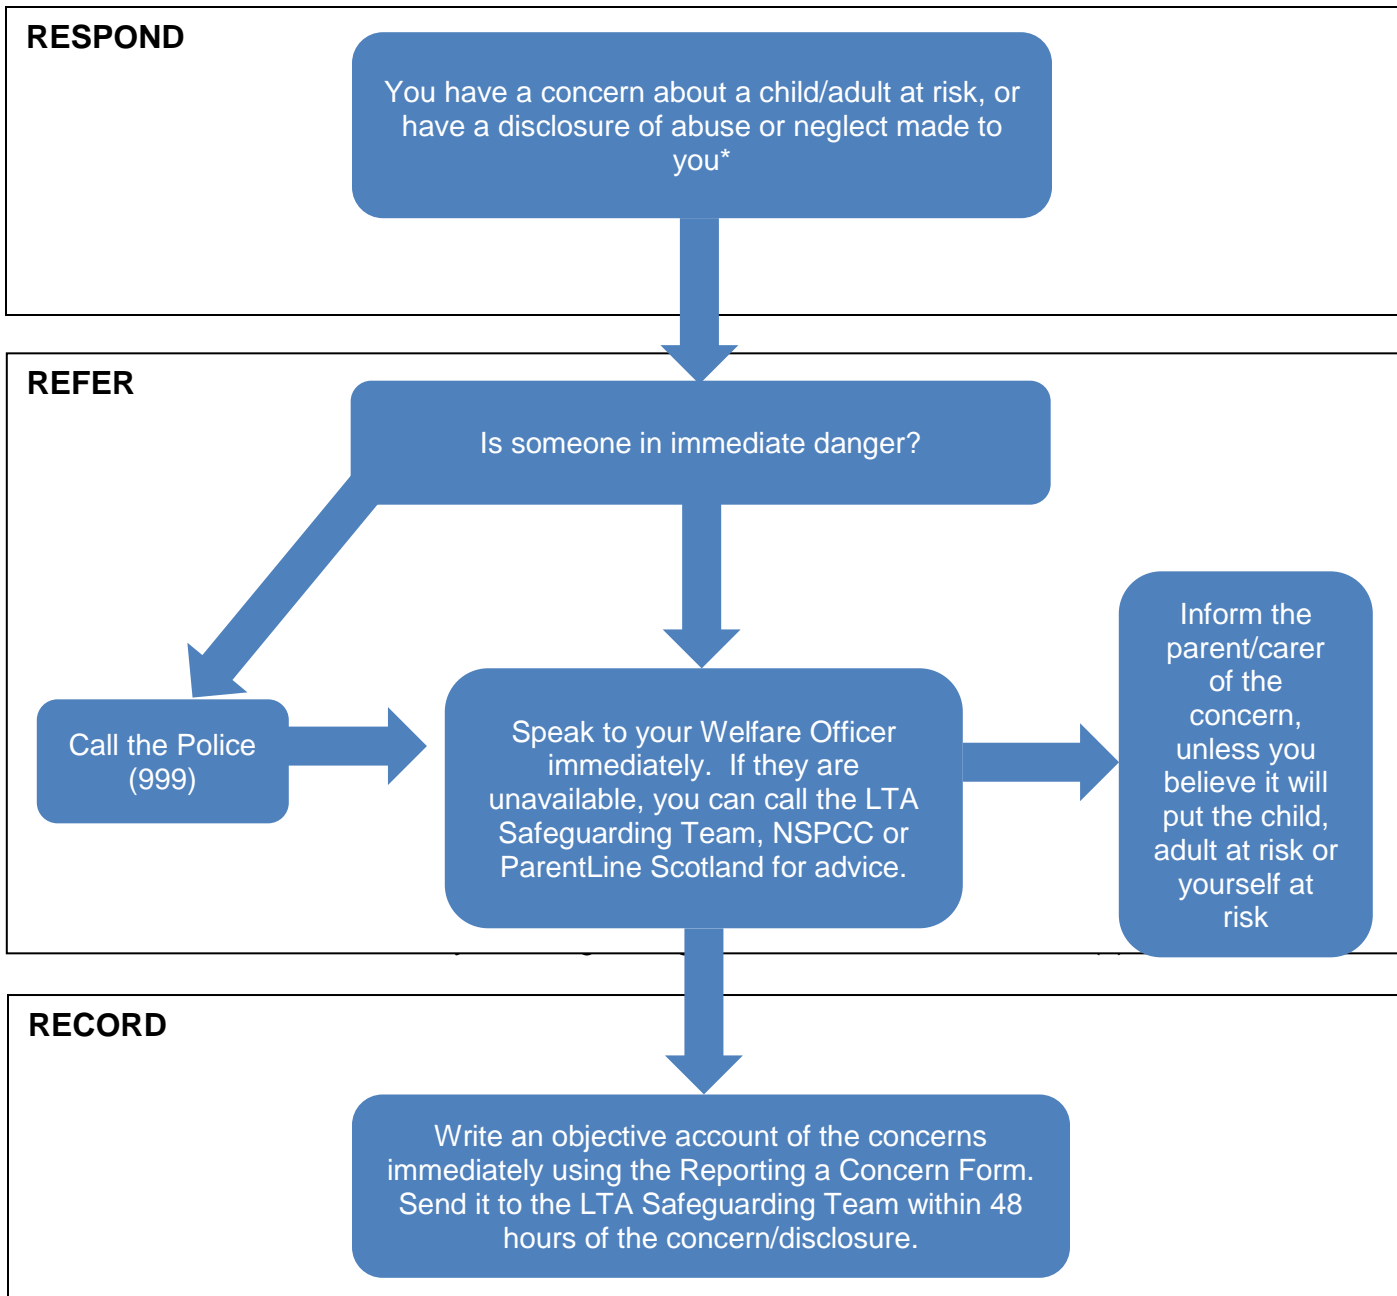 RESPOND
You have a concern about a child/adult at risk, or
have a disclosure of abuse or neglect made to
you*
REFER
Is someone in immediate danger?
Call the Police
(999)
Speak to your Welfare Officer
immediately.  If they are
unavailable, you can call the LTA
Safeguarding Team, NSPCC or
ParentLine Scotland for advice.
Inform the
parent/carer
of the
concern,
unless you
believe it will
put the child,
adult at risk or
yourself at
risk
RECORD
Write an objective account of the concerns
immediately using the Reporting a Concern Form.
Send it to the LTA Safeguarding Team within 48
hours of the concern/disclosure.